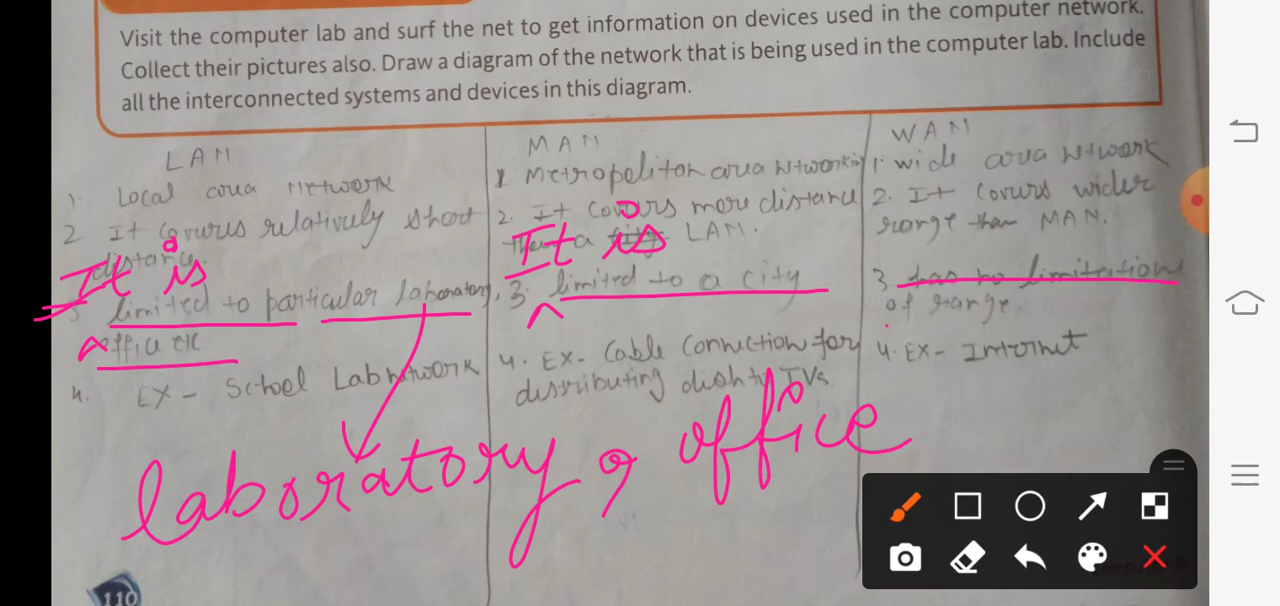 Visit the computer lab and surf the net to get information on devices used in the computer network.
Collect their pictures also. Draw a diagram of the network that is being used in the computer lab. Include
all the interconnected systems and devices in this diagram.
LAN
1. Local area Network
2. It covers relatively short
distance.
It is
3 limited to particular laboratory,
office etc
4. EX - School Lab network
MAN
1 Metropoliton area Ntworking
2. It covers more distance
than a LAN.
It is
3. limited to a city
4. EX- Cable connection for
distributing dish TVs
WAN
1. wide area Ntwork
2. It covers wider
range than MAN.
3 has no limitation
of range.
4. EX- Internet
laboratory, office
110